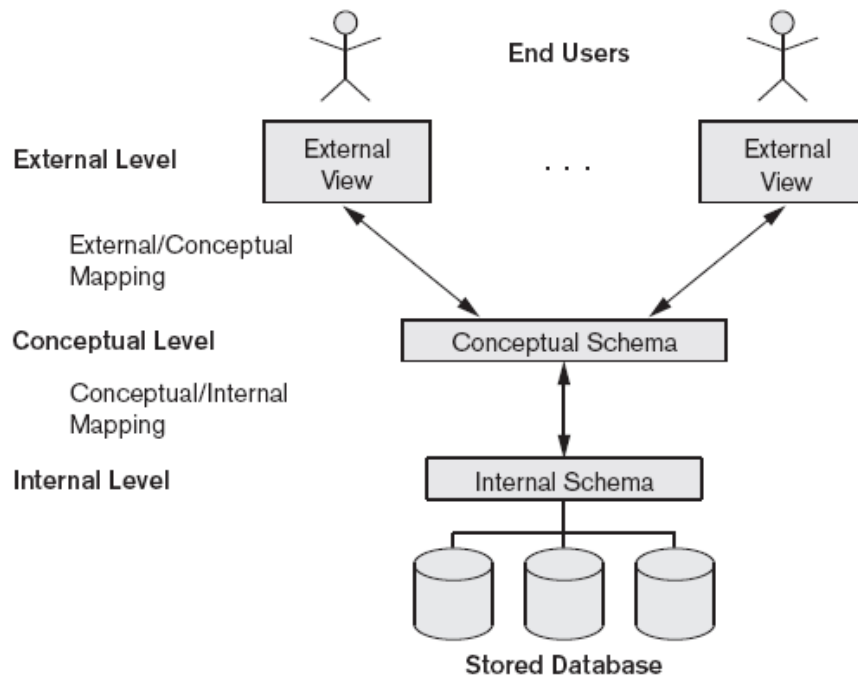 End Users
External Level
External
View
. . .
External
View
External/Conceptual
Mapping
Conceptual Level
Conceptual Schema
Conceptual/Internal
Mapping
Internal Level
Internal Schema
Stored Database